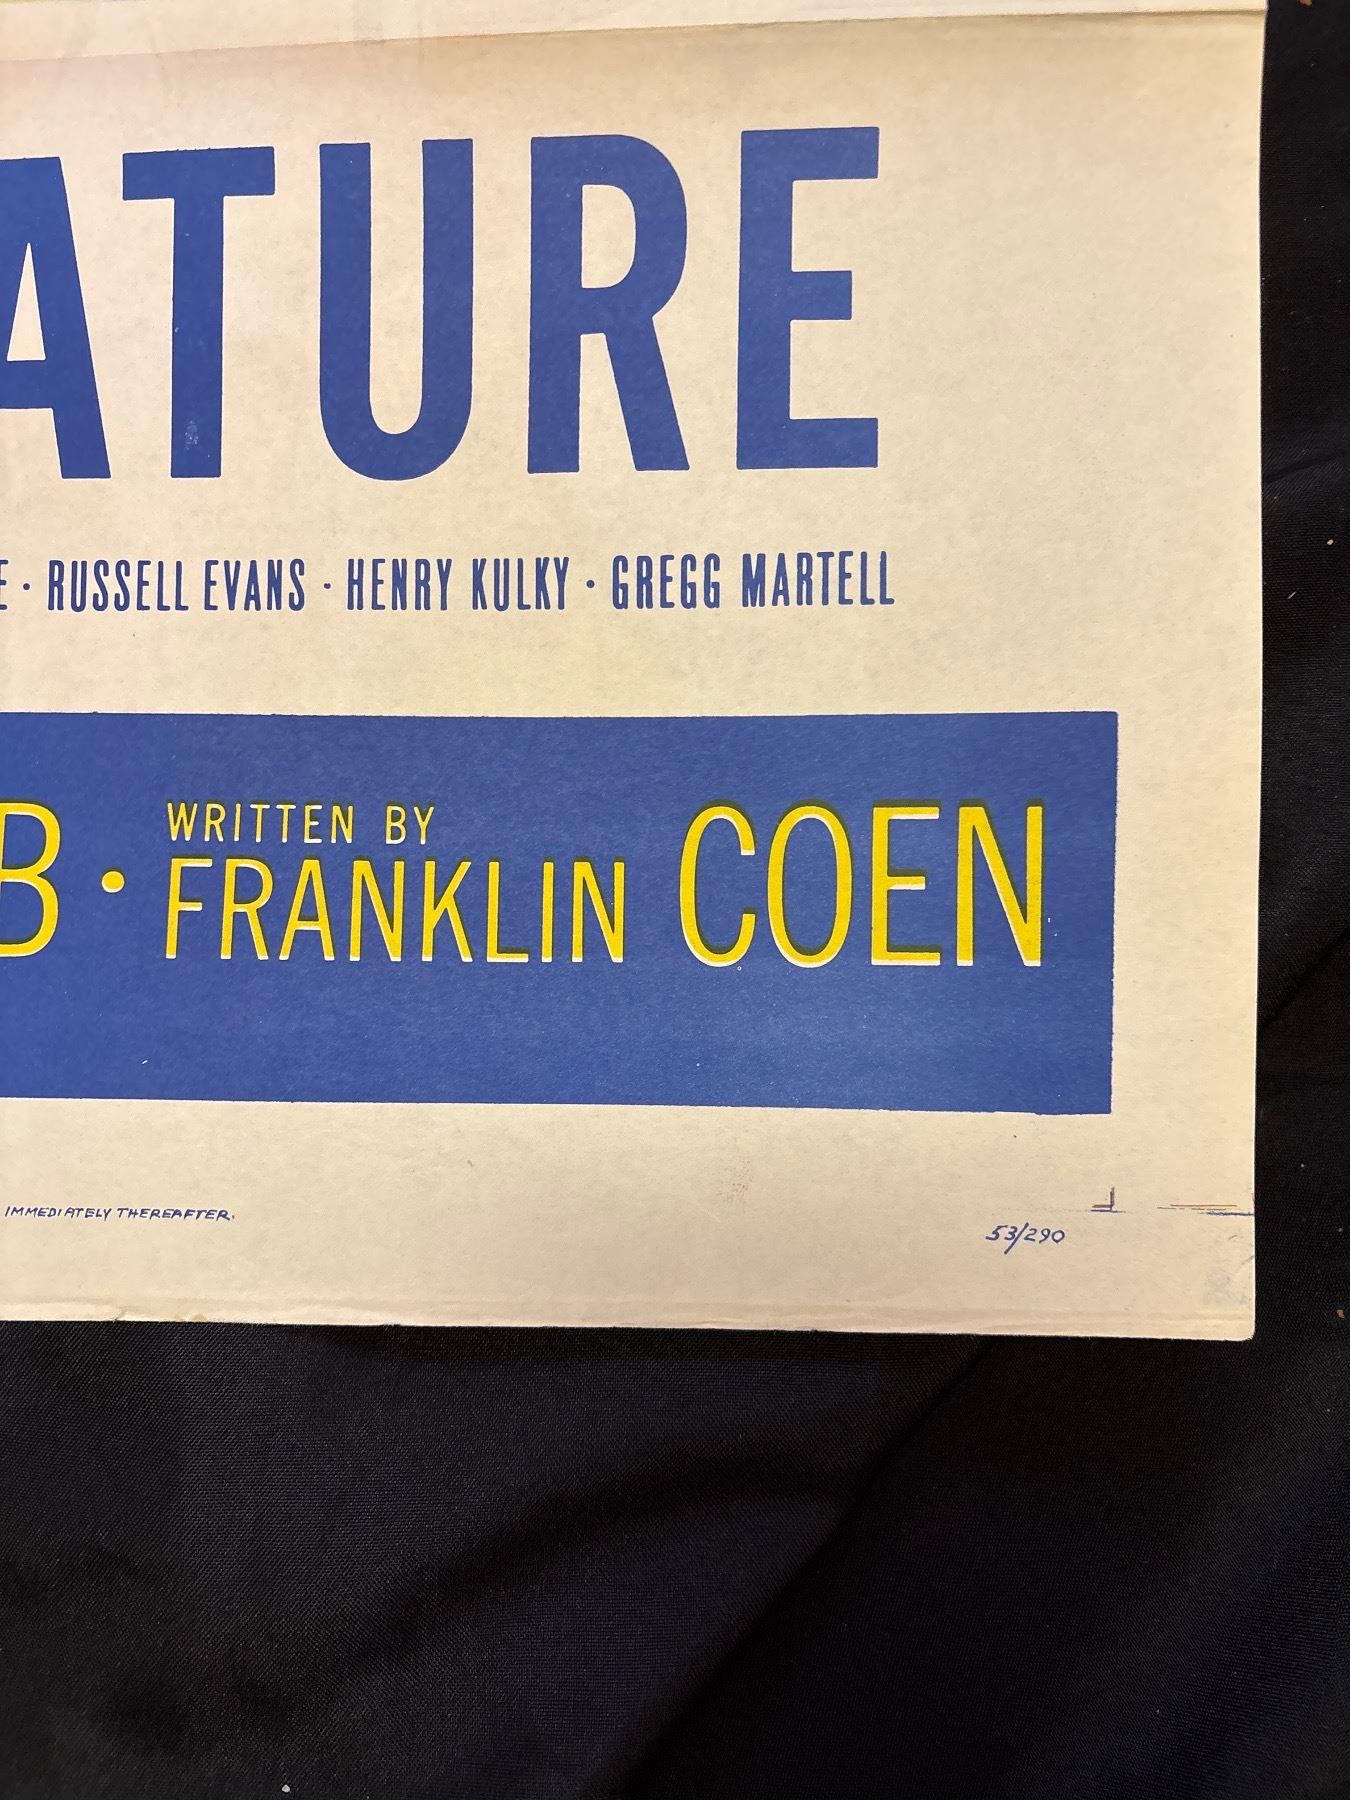 ATURE
E · RUSSELL EVANS · HENRY KULKY · GREGG MARTELL
B · WRITTEN BY
FRANKLIN COEN
IMMEDIATELY THEREAFTER.
53/290